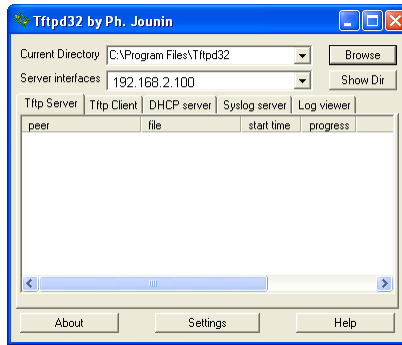 Tftpd32 by Ph. Jounin
Current Directory C:\Program Files\Tftpd32 Browse
Server interfaces 192.168.2.100 Show Dir
Tftp Server Tftp Client DHCP server Syslog server Log viewer
peer file start time progress
About Settings Help